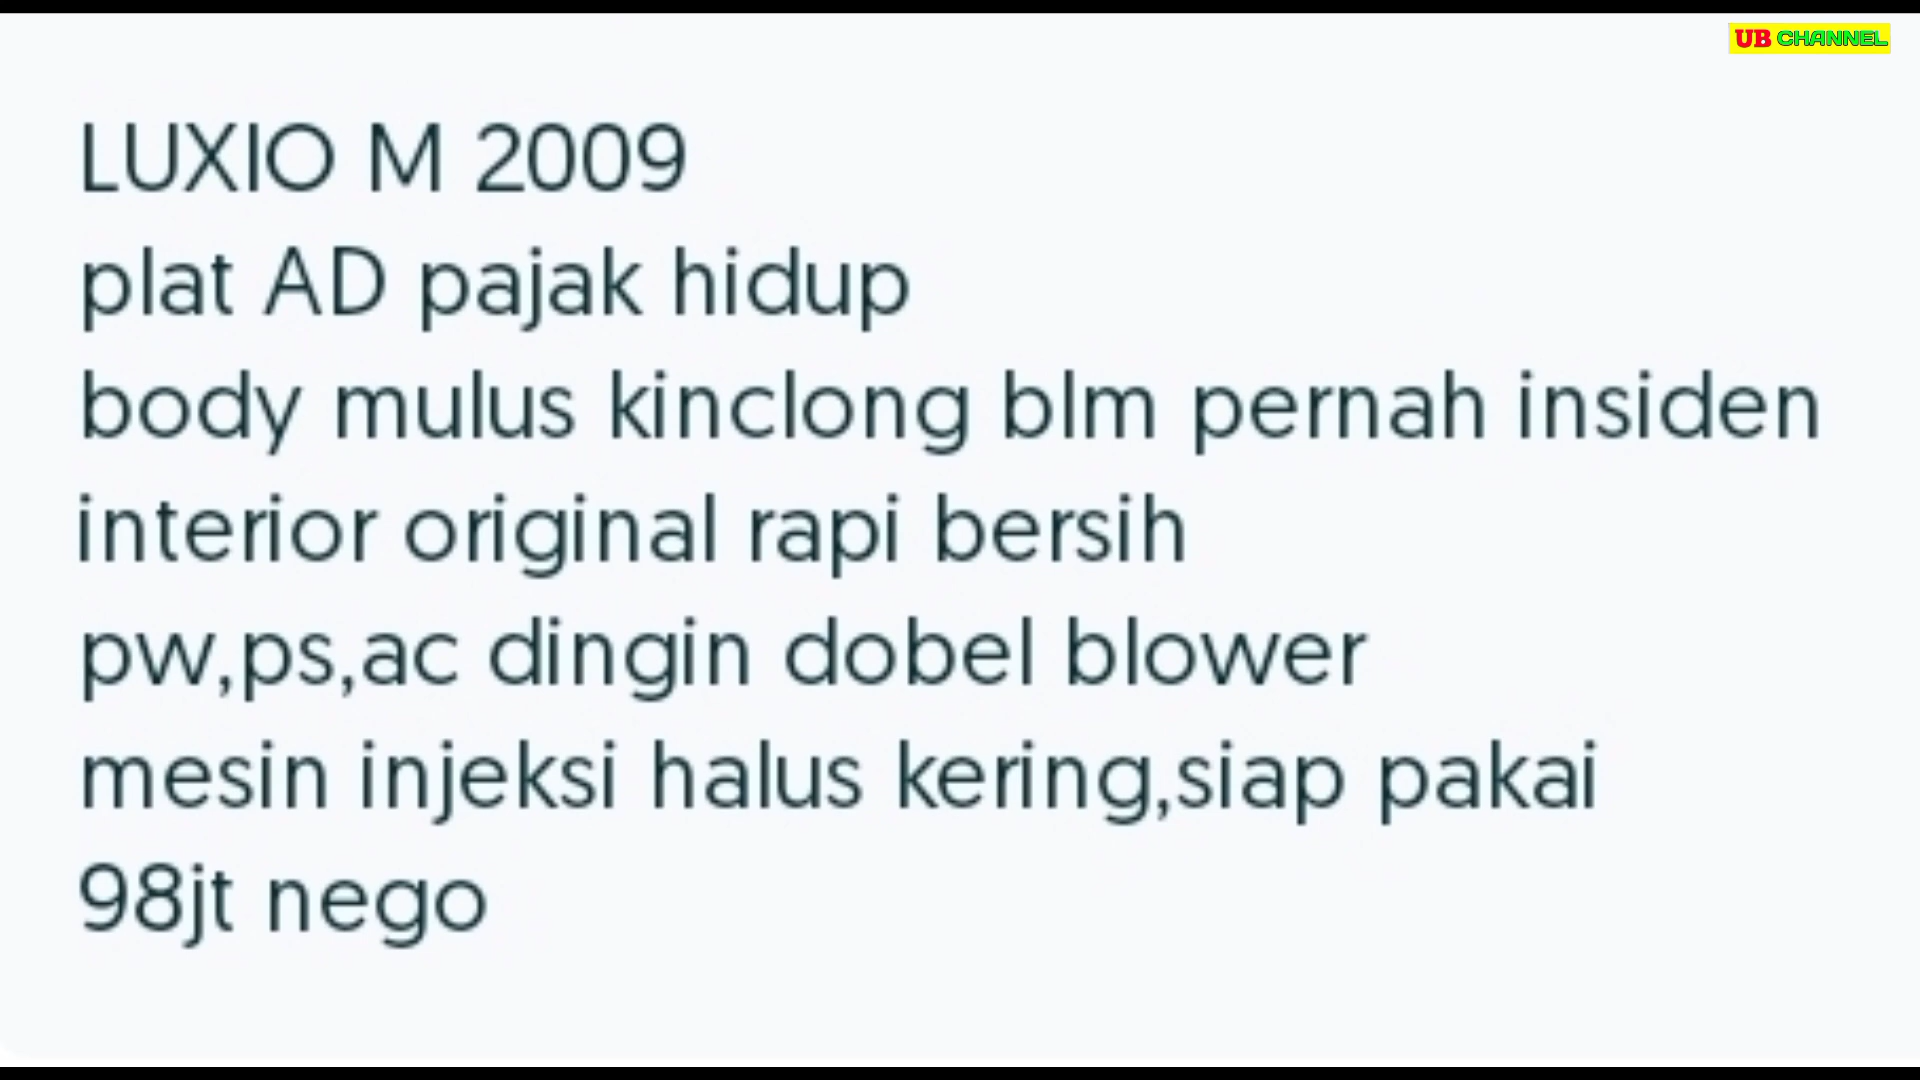 UB CHANNEL
LUXIO M 2009
plat AD pajak hidup
body mulus kinclong blm pernah insiden
interior original rapi bersih
pw,ps,ac dingin dobel blower
mesin injeksi halus kering,siap pakai
98jt nego